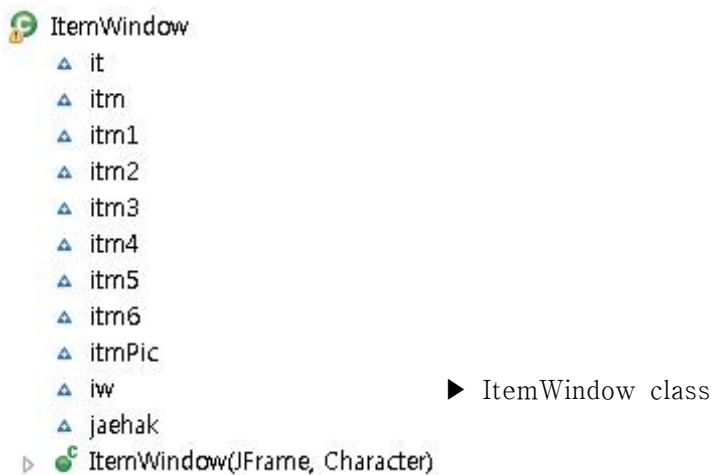 ItemWindow
it
itm
itm1
itm2
itm3
itm4
itm5
itm6
itmPic
iw
▶ ItemWindow class
jaehak
ItemWindow(JFrame, Character)